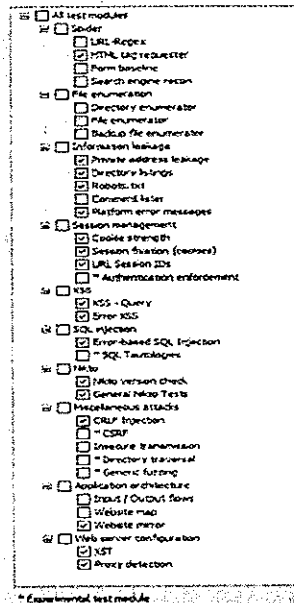 All test modules
Spider
URL-Regex
HTML tag requester
Form baseline
Search engine recon
File enumeration
Directory enumerator
File enumerator
Backup file enumerator
Information leakage
Private address leakage
Directory listings
Robots.txt
Comment lister
Platform error messages
Session management
Cookie strength
Session fixation (cookies)
URL Session IDs
* Authentication enforcement
XSS
XSS - Query
Error XSS
SQL injection
Error-based SQL Injection
* SQL Tautologies
Nikto
Nikto version check
General Nikto Tests
Miscellaneous attacks
CRLF Injection
* CSRF
Insecure transmission
* Directory traversal
* Generic fuzzing
Application architecture
Input / Output flows
Website map
Website mirror
Web server configuration
XST
Proxy detection
* Experimental test module